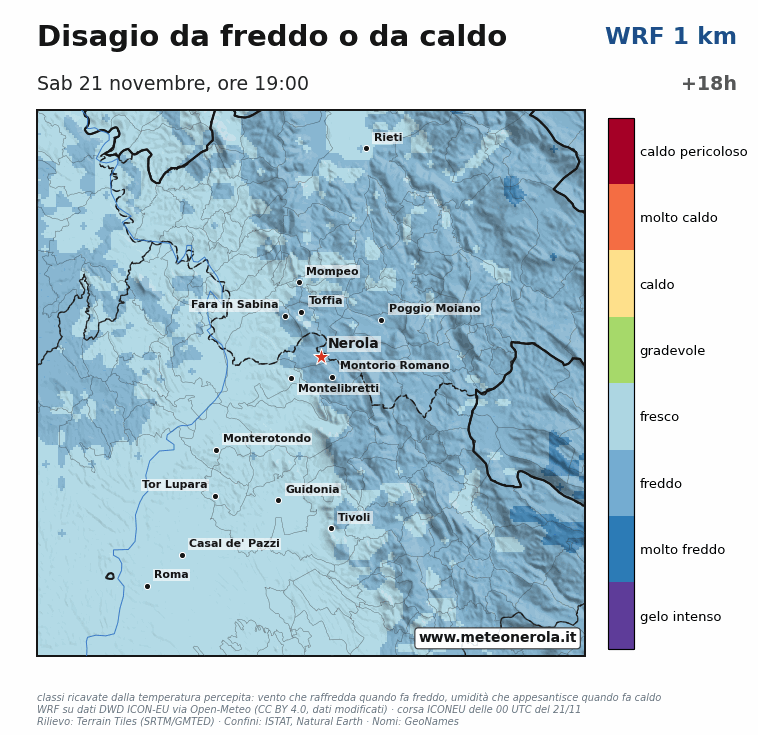 Disagio da freddo o da caldo
WRF 1 km
Sab 21 novembre, ore 19:00
+18h
Rieti
Mompeo
Toffia
Fara in Sabina
Poggio Moiano
Nerola
Montorio Romano
Montelibretti
Monterotondo
Tor Lupara
Guidonia
Tivoli
Casal de' Pazzi
Roma
www.meteonerola.it
caldo pericoloso
molto caldo
caldo
gradevole
fresco
freddo
molto freddo
gelo intenso
classi ricavate dalla temperatura percepita: vento che raffredda quando fa freddo, umidità che appesantisce quando fa caldo
WRF su dati DWD ICON-EU via Open-Meteo (CC BY 4.0, dati modificati) · corsa ICONEU delle 00 UTC del 21/11
Rilievo: Terrain Tiles (SRTM/GMTED) · Confini: ISTAT, Natural Earth · Nomi: GeoNames